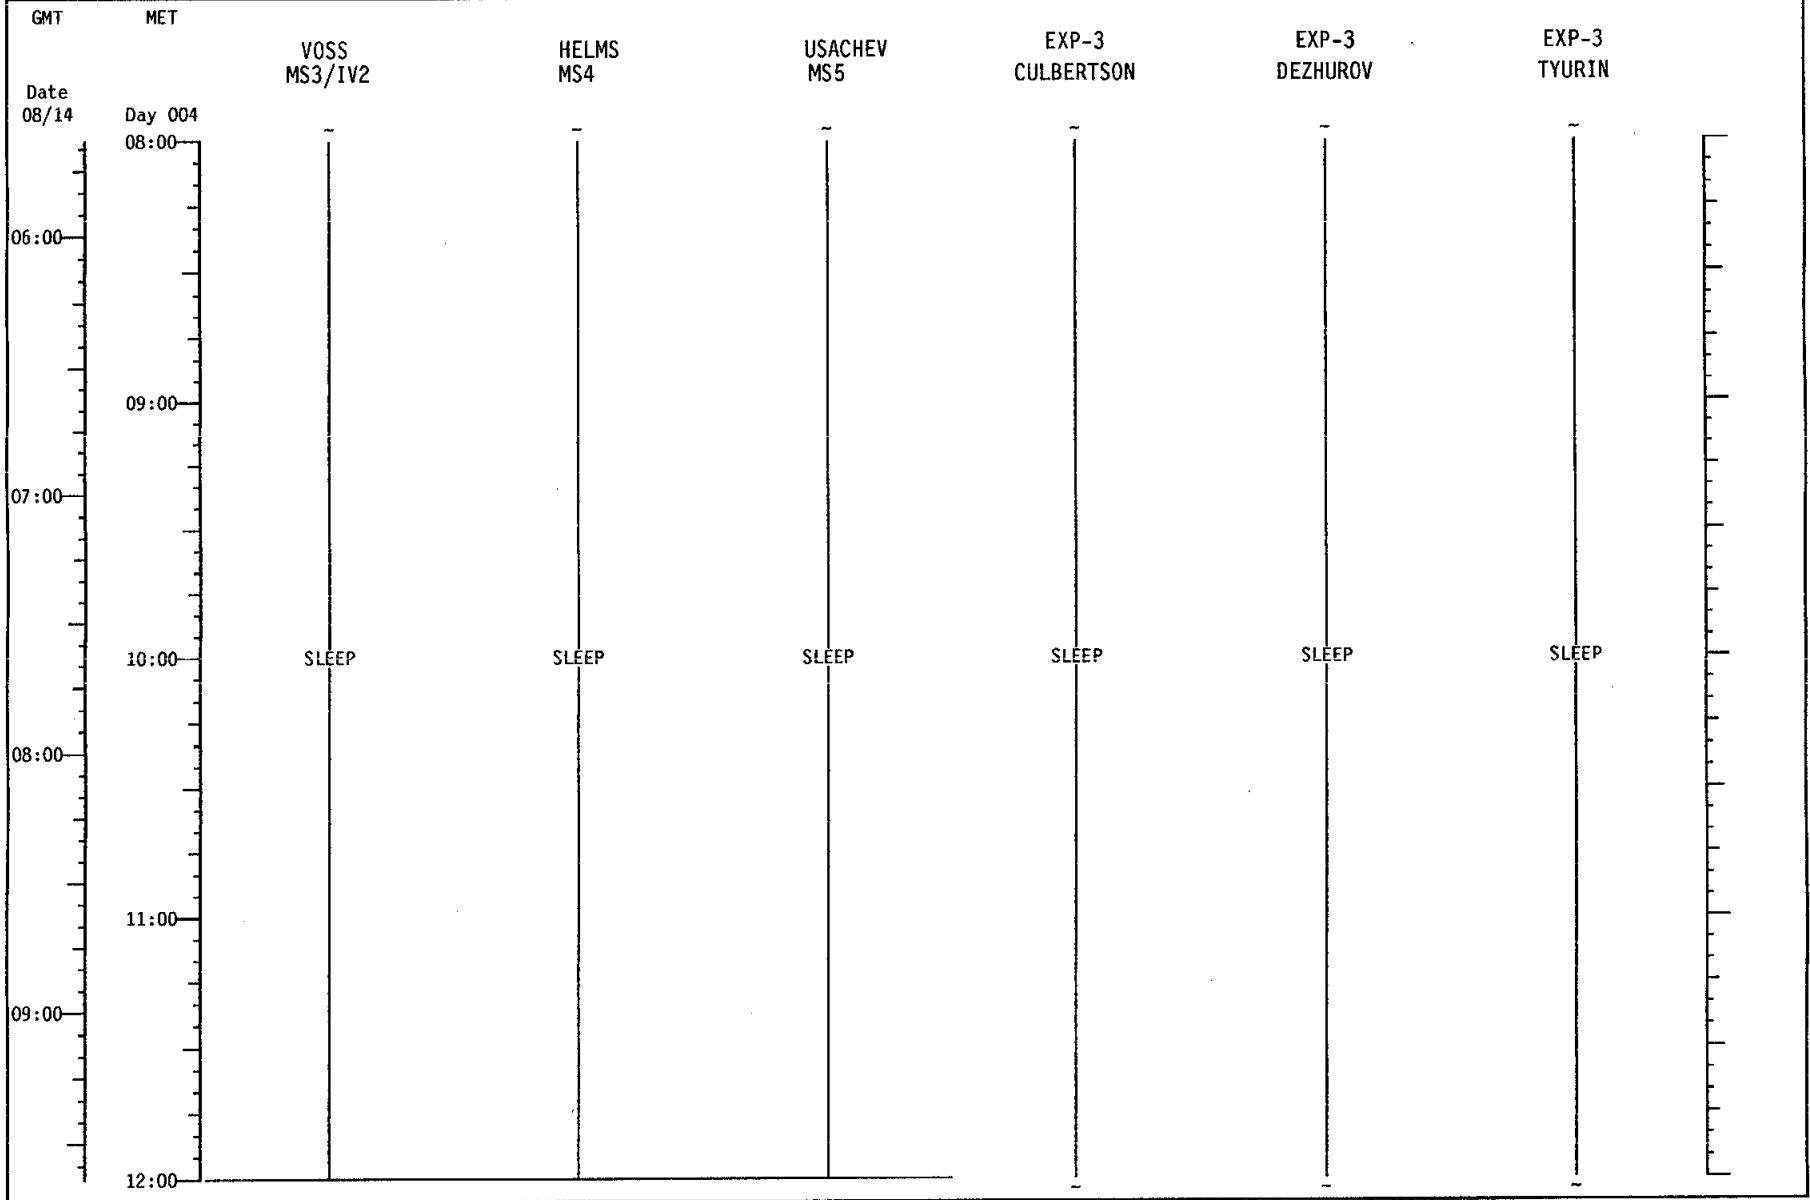 GMT MET
VOSS HELMS USACHEV EXP-3 EXP-3 EXP-3
MS3/IV2 MS4 MS5 CULBERTSON DEZHUROV TYURIN
Date
08/14 Day 004
~ ~ ~ ~ ~ ~
08:00
06:00
09:00
07:00
10:00 SLEEP SLEEP SLEEP SLEEP SLEEP SLEEP
08:00
11:00
09:00
12:00
~ ~ ~